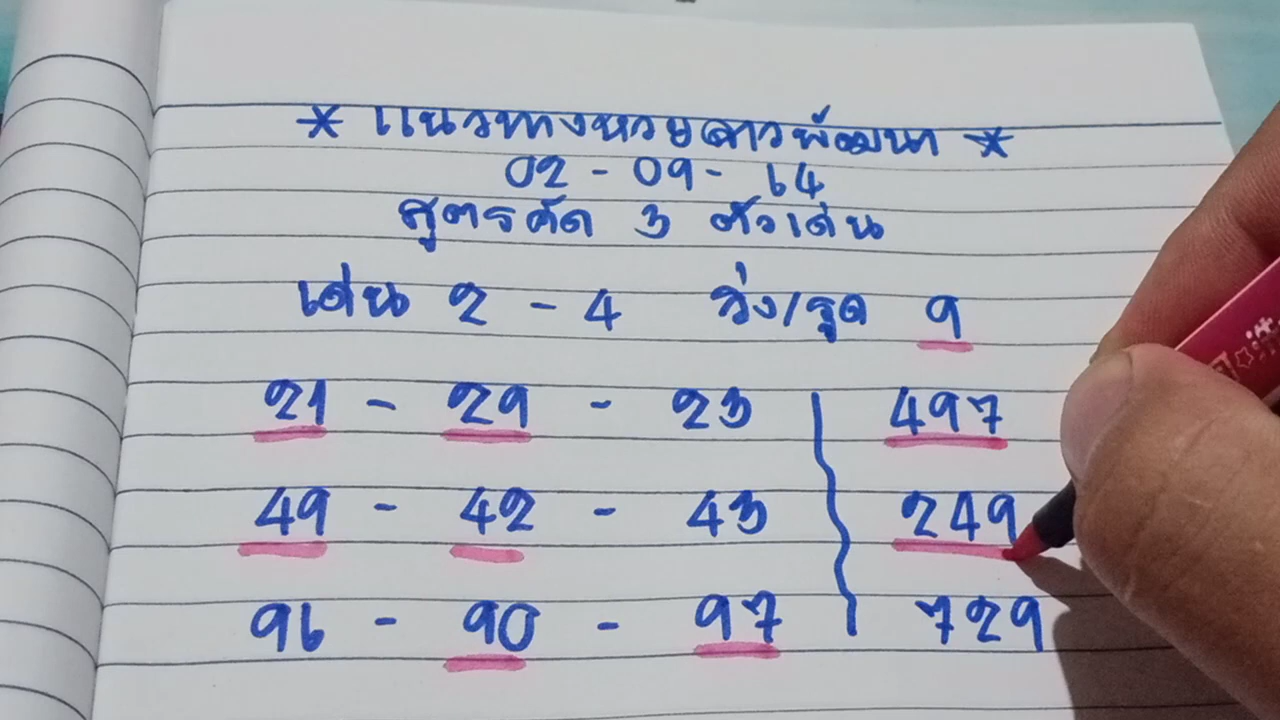 * แนวทางหวยลาวพัฒนา *
02 - 09 - 64
สูตรคัด 3 ตัวเด่น
เด่น 2 - 4 วิ่ง/รูด 9
21 - 29 - 23 497
49 - 42 - 43 249
96 - 90 - 97 729